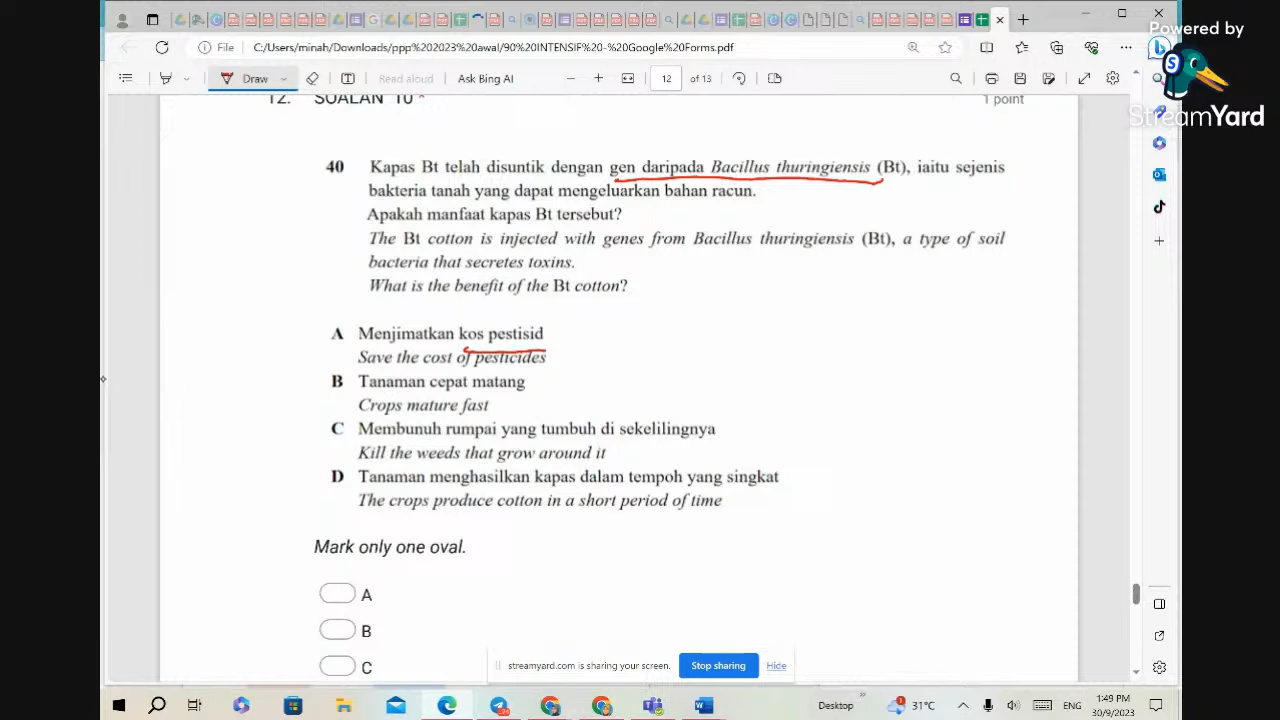 Powered by
StreamYard
File
C:/Users/minah/Downloads/ppp%202023%20awal/90%20INTENSIF%20-%20Google%20Forms.pdf
Draw
Read aloud
Ask Bing AI
12
of 13
12. SOALAN 10 *
1 point
40 Kapas Bt telah disuntik dengan gen daripada Bacillus thuringiensis (Bt), iaitu sejenis
bakteria tanah yang dapat mengeluarkan bahan racun.
Apakah manfaat kapas Bt tersebut?
The Bt cotton is injected with genes from Bacillus thuringiensis (Bt), a type of soil
bacteria that secretes toxins.
What is the benefit of the Bt cotton?
A Menjimatkan kos pestisid
Save the cost of pesticides
B Tanaman cepat matang
Crops mature fast
C Membunuh rumpai yang tumbuh di sekelilingnya
Kill the weeds that grow around it
D Tanaman menghasilkan kapas dalam tempoh yang singkat
The crops produce cotton in a short period of time
Mark only one oval.
A
B
C
streamyard.com is sharing your screen.
Stop sharing
Hide
Desktop
31°C
1:49 PM
30/9/2023